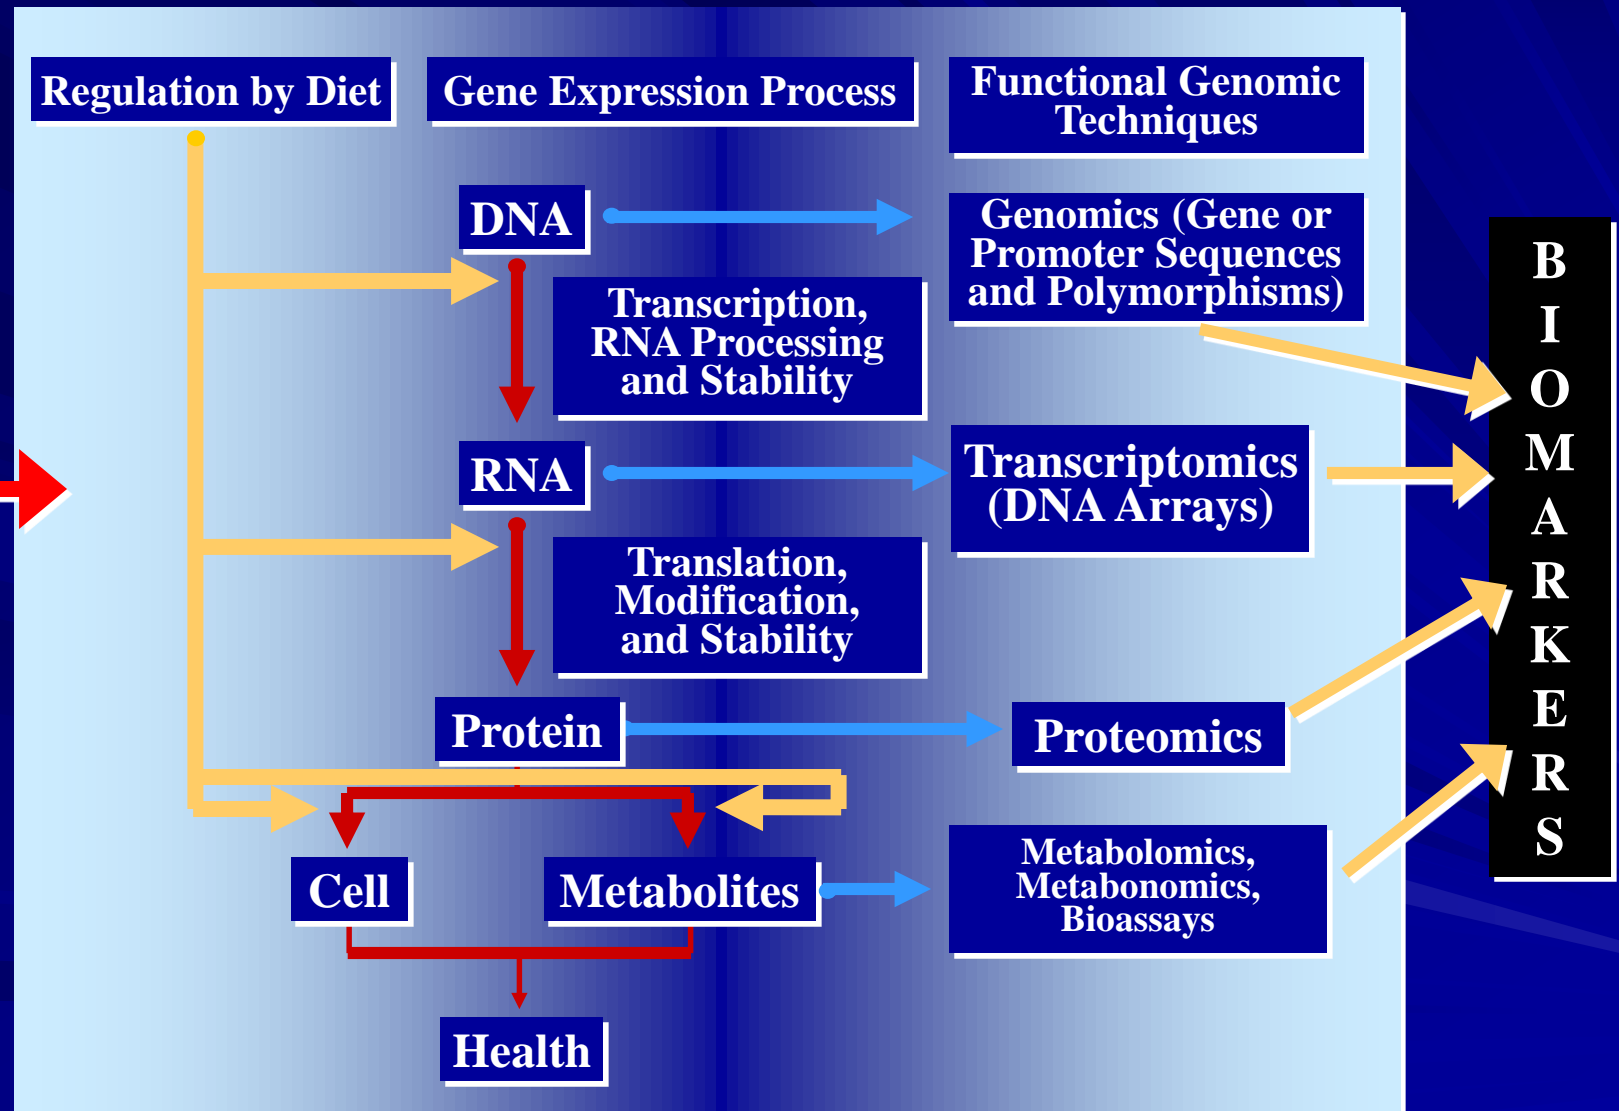 Regulation by Diet
Gene Expression Process
Functional Genomic
Techniques
DNA
Genomics (Gene or
Promoter Sequences
and Polymorphisms)
Transcription,
RNA Processing
and Stability
RNA
Transcriptomics
(DNA Arrays)
Translation,
Modification,
and Stability
Protein
Proteomics
Cell
Metabolites
Metabolomics,
Metabonomics,
Bioassays
Health
B
I
O
M
A
R
K
E
R
S